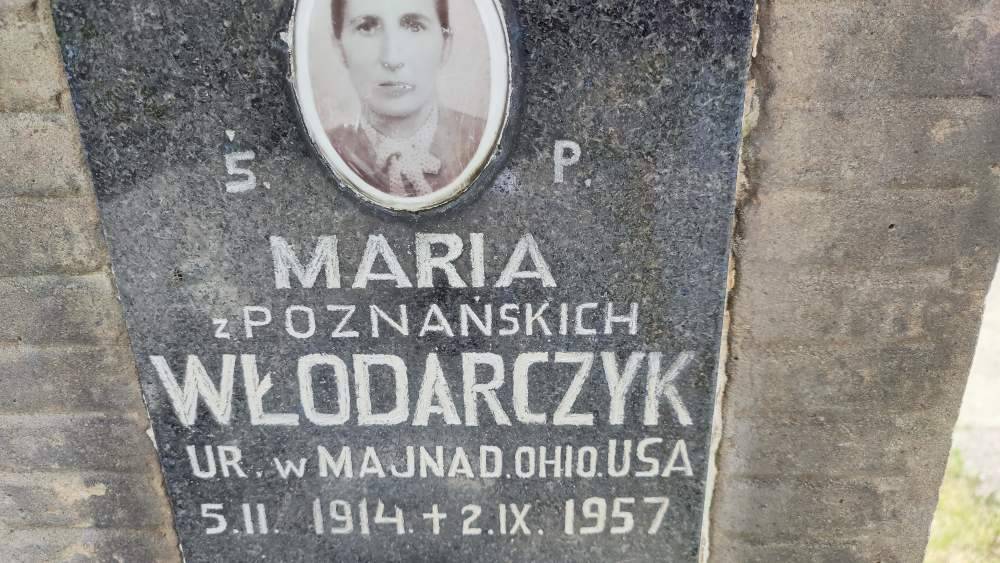 Ś. P.
MARIA
z POZNAŃSKICH
WŁODARCZYK
UR. w MAJNAD.OHIO.USA
5.II. 1914. + 2.IX. 1957